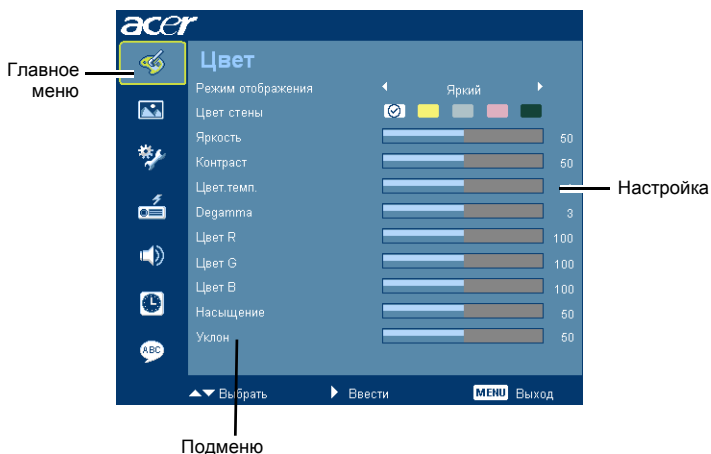 acer
Цвет
Главное
меню
Режим отображения Яркий
Цвет стены
Яркость 50
Контраст 50
Цвет.темп.
Настройка
Degamma 3
Цвет R 100
Цвет G 100
Цвет B 100
Насыщение 50
Уклон 50
ABC
Выбрать Ввести MENU Выход
Подменю